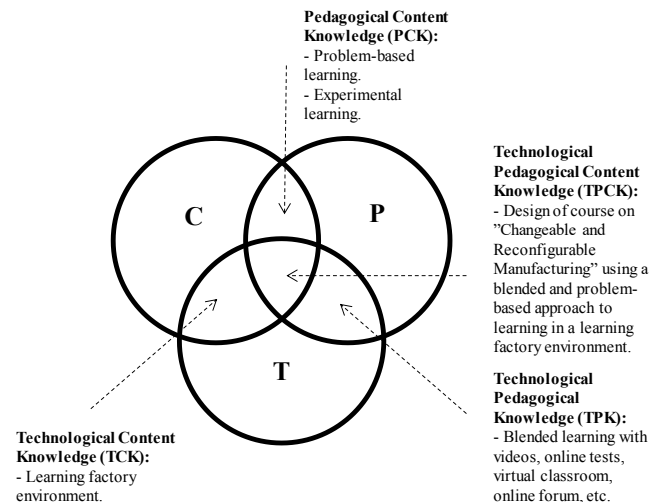 Pedagogical Content
Knowledge (PCK):
- Problem-based
learning.
- Experimental
learning.
C
P
T
Technological
Pedagogical Content
Knowledge (TPCK):
- Design of course on
”Changeable and
Reconfigurable
Manufacturing” using a
blended and problem-
based approach to
learning in a learning
factory environment.
Technological
Pedagogical
Knowledge (TPK):
- Blended learning with
videos, online tests,
virtual classroom,
online forum, etc.
Technological Content
Knowledge (TCK):
- Learning factory
environment.